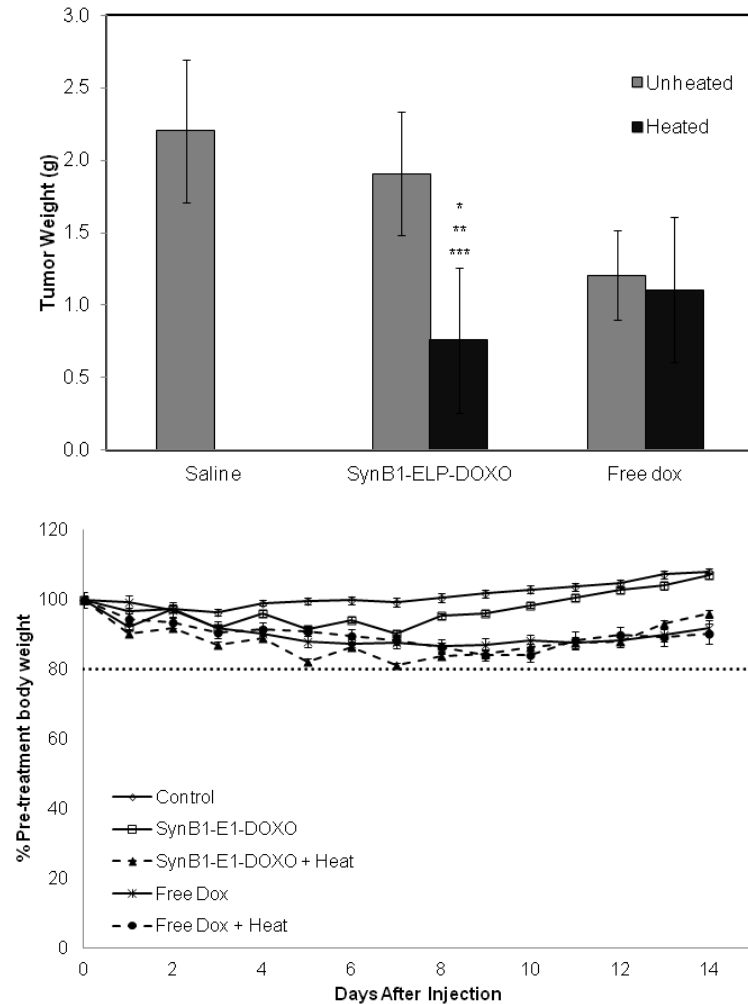 3.0
2.5
2.0
1.5
1.0
0.5
0.0
Tumor Weight (g)
Unheated
Heated
*
**
***
Saline SynB1-ELP-DOXO Free dox
120
100
80
60
40
20
0
% Pre-treatment body weight
Control
SynB1-E1-DOXO
SynB1-E1-DOXO + Heat
Free Dox
Free Dox + Heat
0 2 4 6 8 10 12 14
Days After Injection